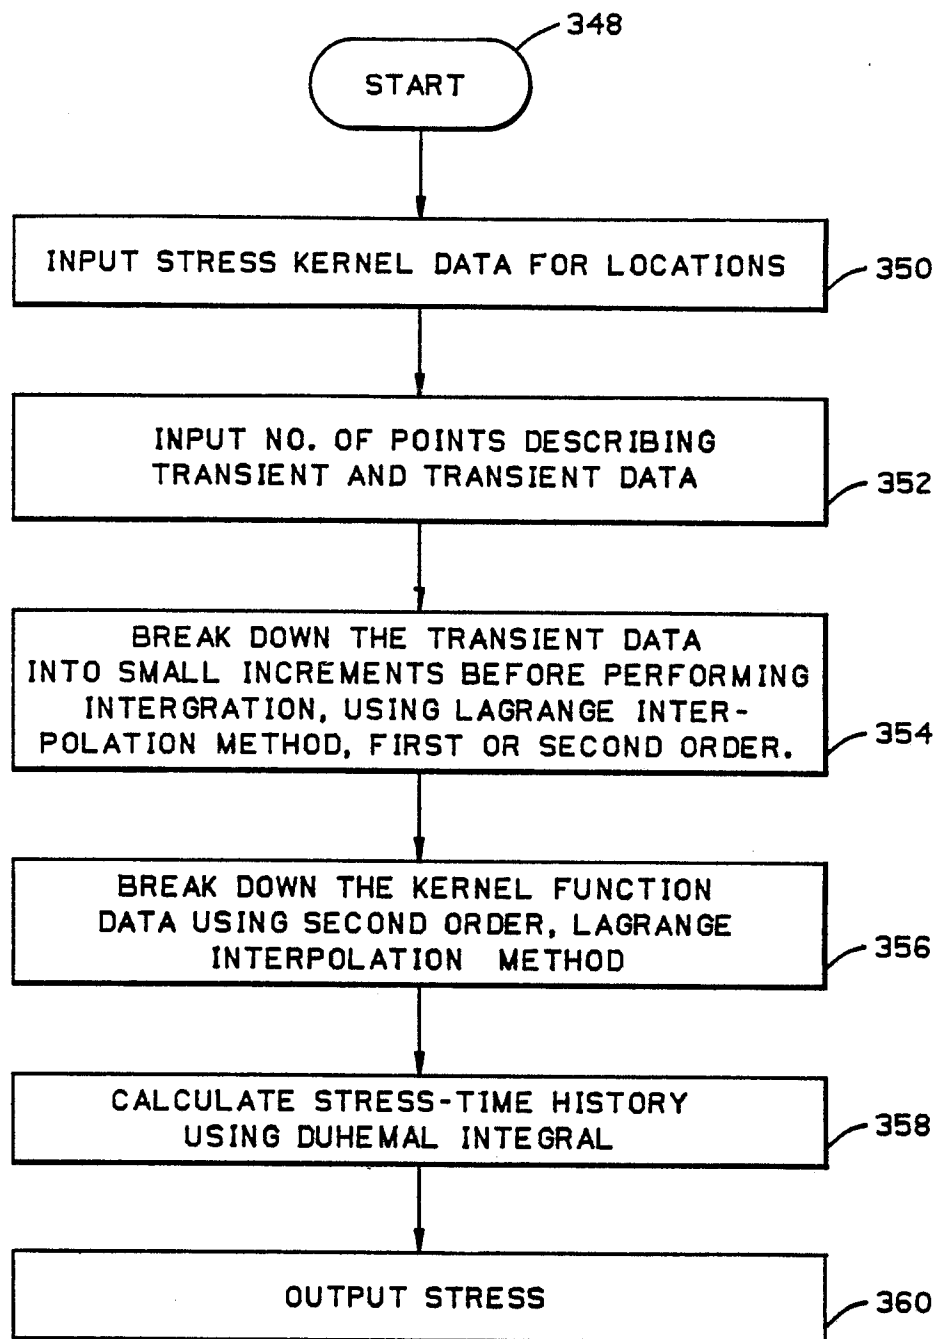 348
START
INPUT STRESS KERNEL DATA FOR LOCATIONS
350
INPUT NO. OF POINTS DESCRIBING
TRANSIENT AND TRANSIENT DATA
352
BREAK DOWN THE TRANSIENT DATA
INTO SMALL INCREMENTS BEFORE PERFORMING
INTERGRATION, USING LAGRANGE INTER-
POLATION METHOD, FIRST OR SECOND ORDER.
354
BREAK DOWN THE KERNEL FUNCTION
DATA USING SECOND ORDER, LAGRANGE
INTERPOLATION METHOD
356
CALCULATE STRESS-TIME HISTORY
USING DUHEMAL INTEGRAL
358
OUTPUT STRESS
360